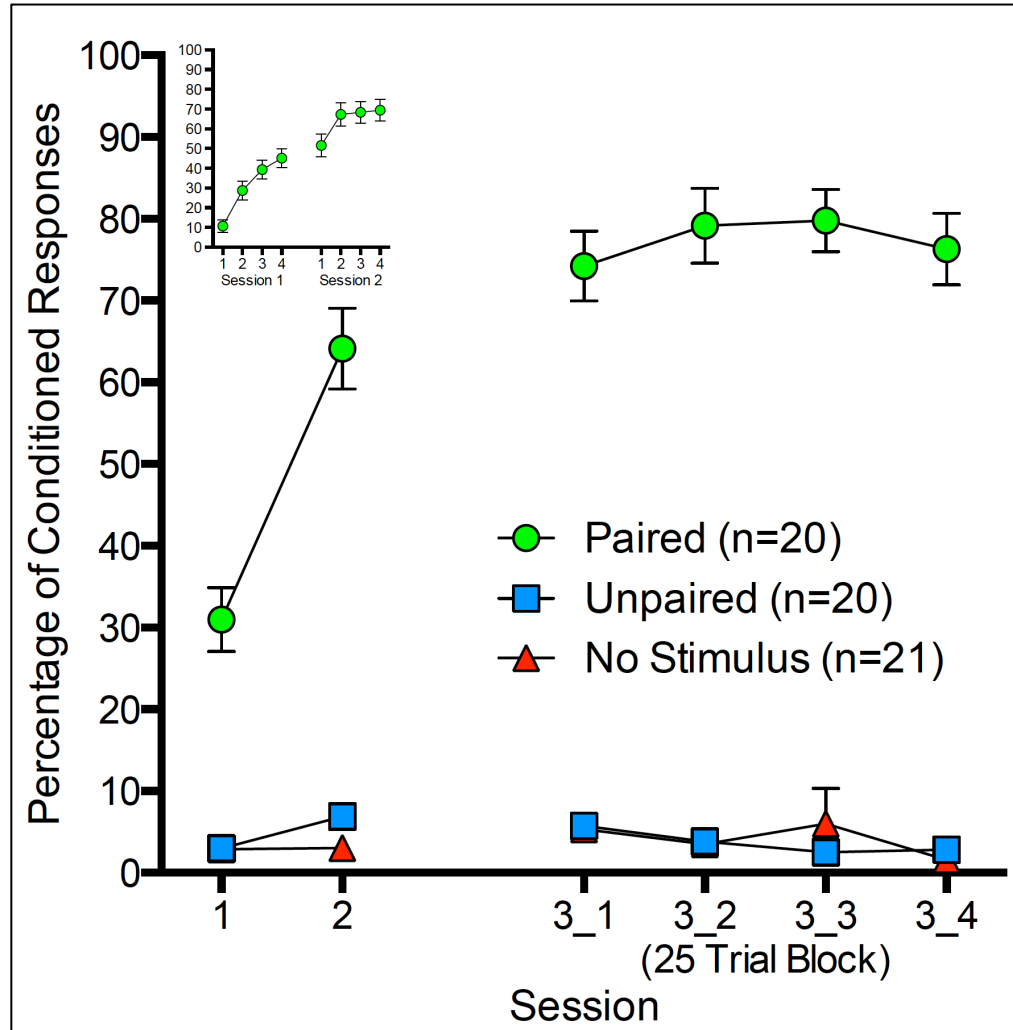 Percentage of Conditioned Responses
100
90
80
70
60
50
40
30
20
10
0
100
90
80
70
60
50
40
30
20
10
0
1 2 3 4 1 2 3 4
Session 1 Session 2
Paired (n=20)
Unpaired (n=20)
No Stimulus (n=21)
1 2 3_1 3_2 3_3 3_4
(25 Trial Block)
Session